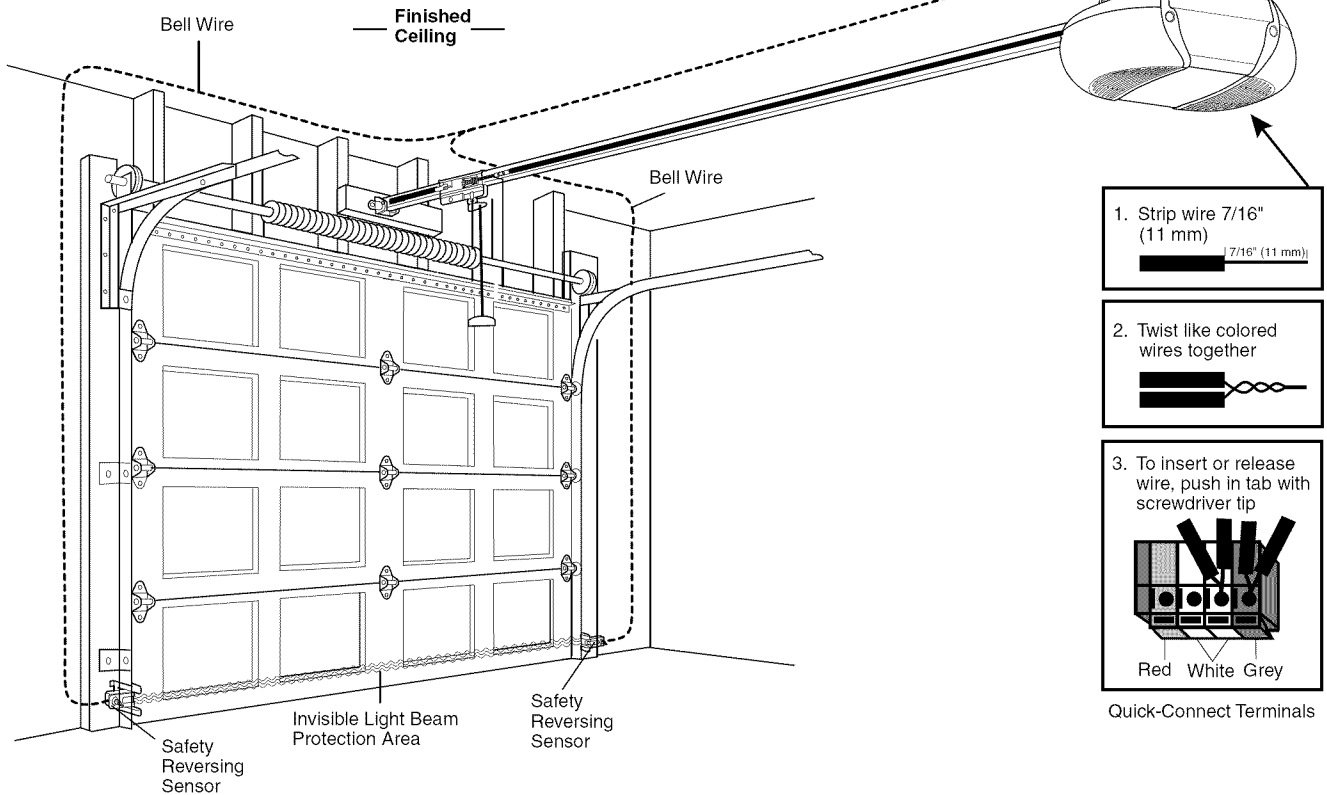 Bell Wire
Finished
Ceiling
Bell Wire
1. Strip wire 7/16"
(11 mm)
7/16" (11 mm)
2. Twist like colored
wires together
3. To insert or release
wire, push in tab with
screwdriver tip
Red White Grey
Quick-Connect Terminals
Safety
Reversing
Sensor
Invisible Light Beam
Protection Area
Safety
Reversing
Sensor